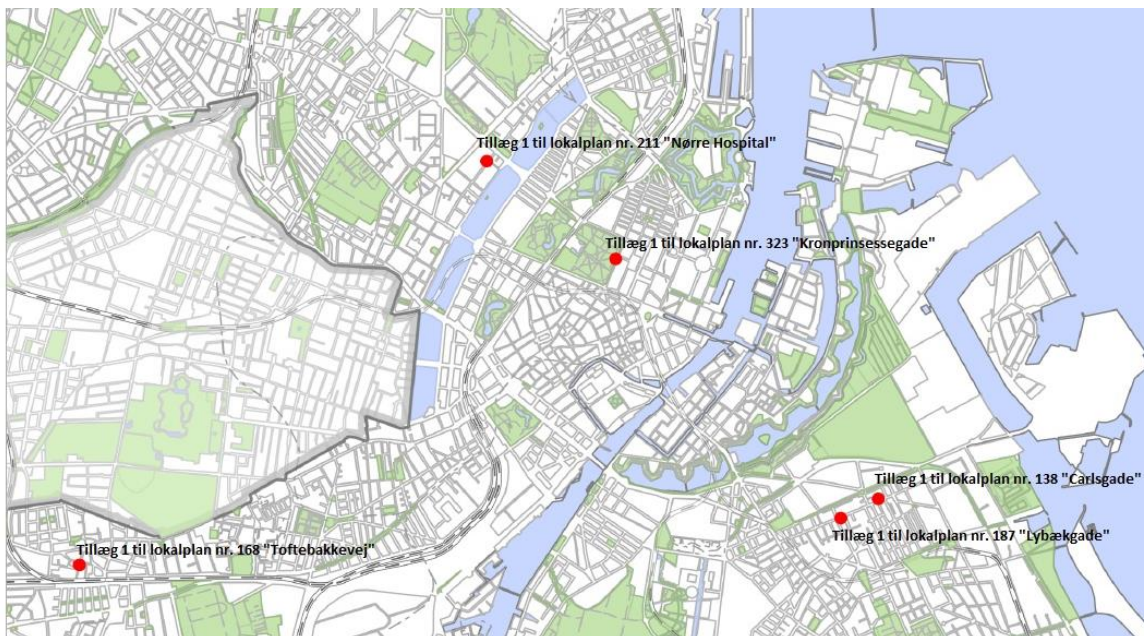 Tillæg 1 til lokalplan nr. 211 "Nørre Hospital"
Tillæg 1 til lokalplan nr. 323 "Kronprinsessegade"
Tillæg 1 til lokalplan nr. 138 "Carlsgade"
Tillæg 1 til lokalplan nr. 187 "Lybækgade"
Tillæg 1 til lokalplan nr. 168 "Toftebakkevej"